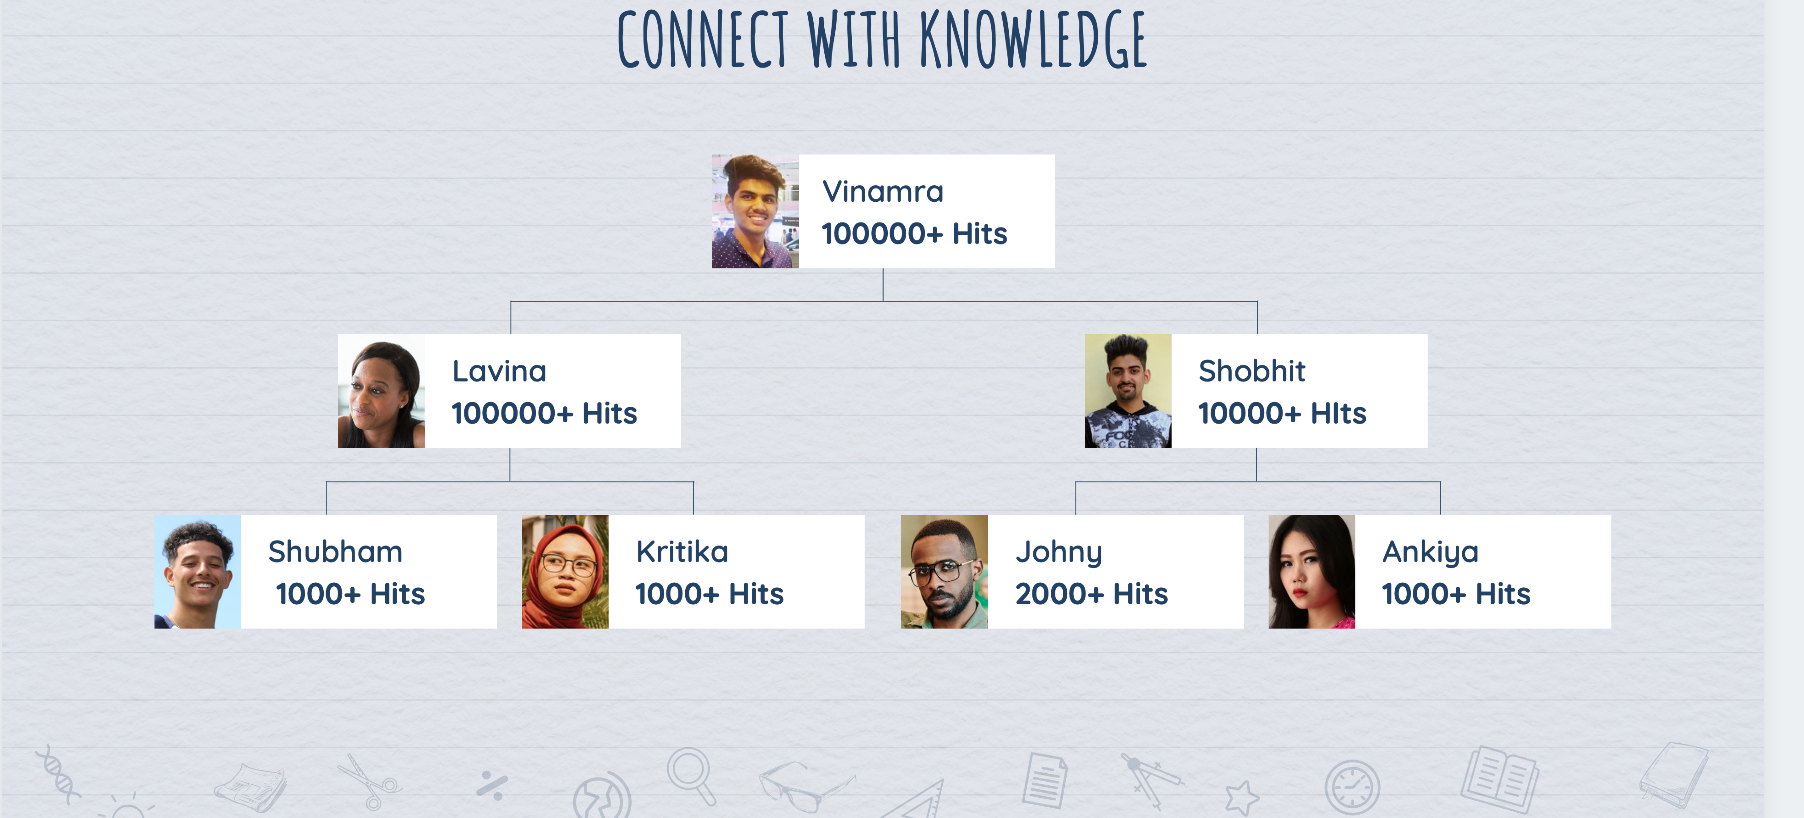 CONNECT WITH KNOWLEDGE
Vinamra
100000+ Hits
Lavina
100000+ Hits
Shobhit
10000+ HIts
Shubham
1000+ Hits
Kritika
1000+ Hits
Johny
2000+ Hits
Ankiya
1000+ Hits